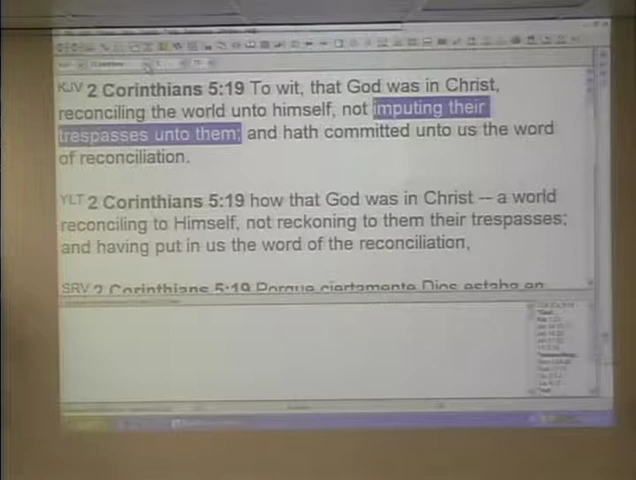 KJV 2 Corinthians 5:19 To wit, that God was in Christ,
reconciling the world unto himself, not imputing their
trespasses unto them; and hath committed unto us the word
of reconciliation.
YLT 2 Corinthians 5:19 how that God was in Christ -- a world
reconciling to Himself, not reckoning to them their trespasses;
and having put in us the word of the reconciliation,
SRV 2 Corinthians 5:19 Porque ciertamente Dios estaba en